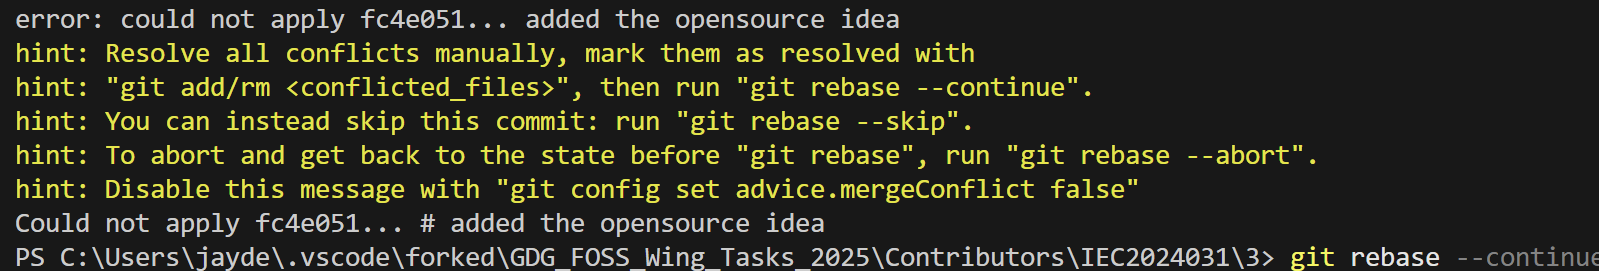 error: could not apply fc4e051... added the opensource idea
hint: Resolve all conflicts manually, mark them as resolved with
hint: "git add/rm <conflicted_files>", then run "git rebase --continue".
hint: You can instead skip this commit: run "git rebase --skip".
hint: To abort and get back to the state before "git rebase", run "git rebase --abort".
hint: Disable this message with "git config set advice.mergeConflict false"
Could not apply fc4e051... # added the opensource idea
PS C:\Users\jayde\.vscode\forked\GDG_FOSS_Wing_Tasks_2025\Contributors\IEC2024031\3> git rebase --continue